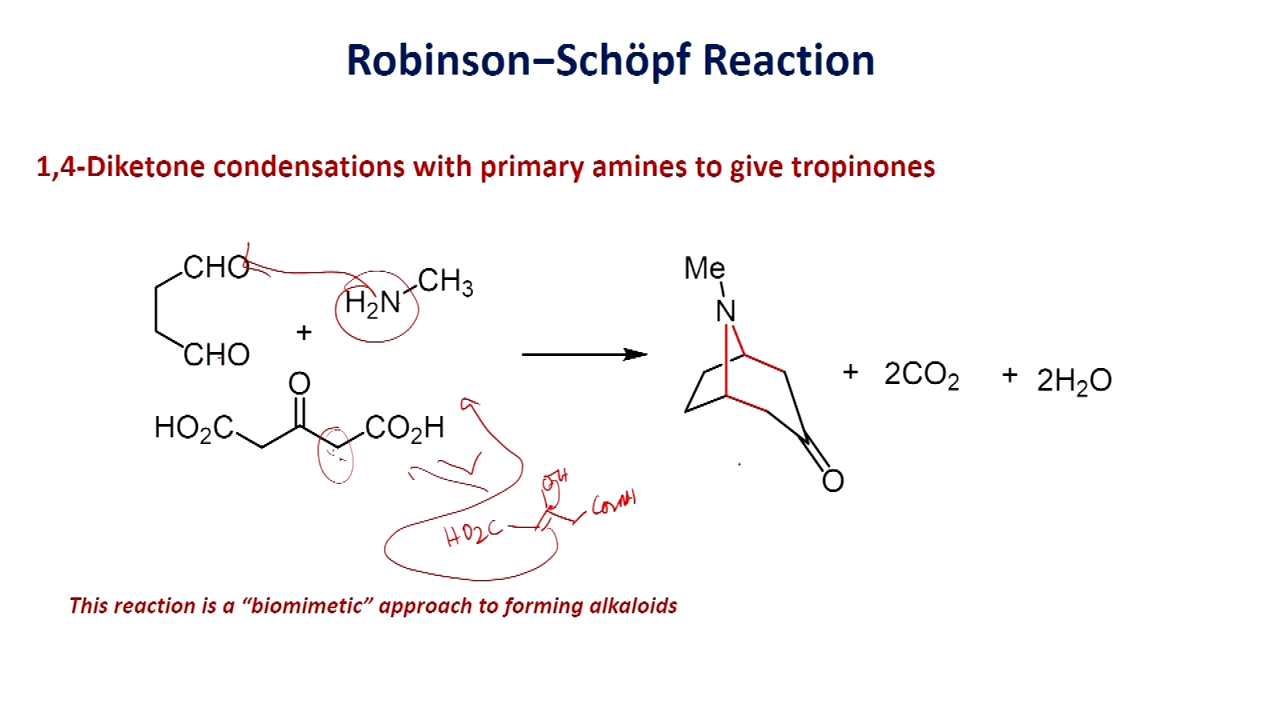 Robinson–Schöpf Reaction
1,4-Diketone condensations with primary amines to give tropinones
CHO
H₂N
CH₃
+
CHO
O
HO₂C
CO₂H
Me
N
O
+ 2CO₂ + 2H₂O
OH
HO₂C
This reaction is a “biomimetic” approach to forming alkaloids